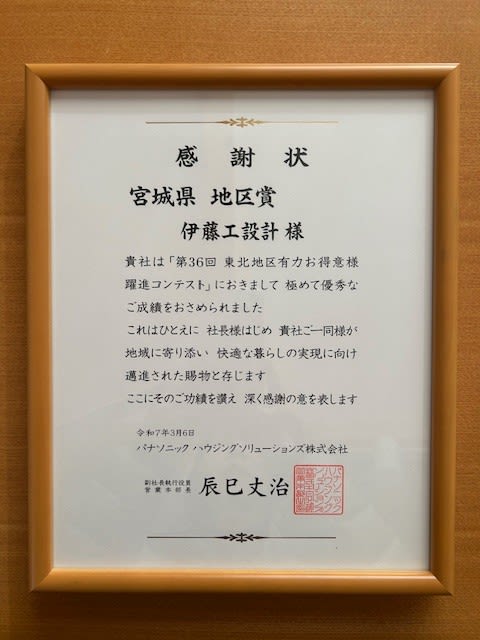 感謝状
宮城県 地区賞
伊藤工設計 様
貴社は「第36回 東北地区有力お得意様
躍進コンテスト」におきまして 極めて優秀な
ご成績をおさめられました
これはひとえに 社長様はじめ 貴社ご一同様が
地域に寄り添い 快適な暮らしの実現に向け
邁進された賜物と存じます
ここにそのご功績を讃え 深く感謝の意を表します
令和7年3月6日
パナソニック ハウジングソリューションズ株式会社
副社長執行役員
営業本部長
辰巳丈治